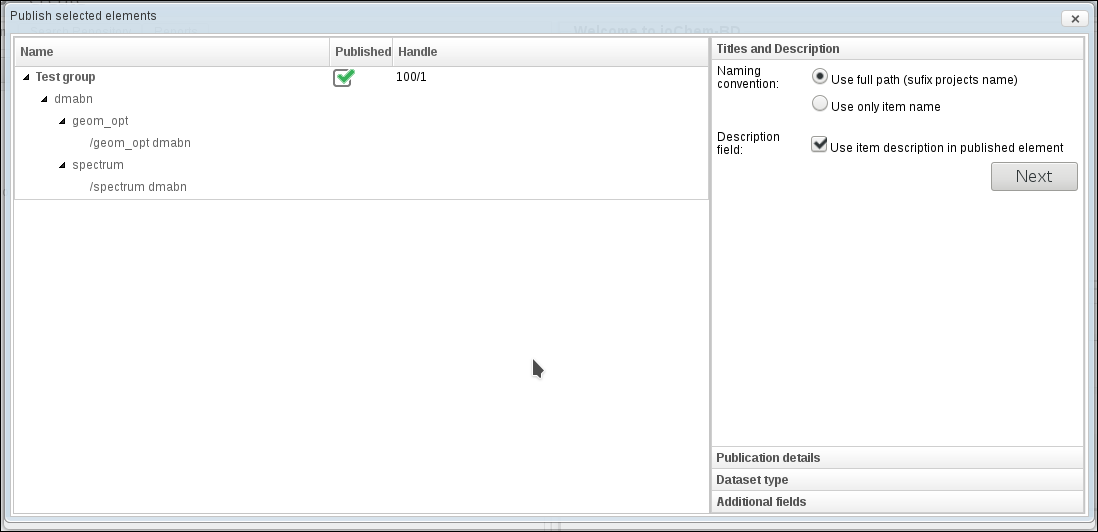 Publish selected elements
Name Published Handle
Test group 100/1
dmabn
geom_opt
/geom_opt dmabn
spectrum
/spectrum dmabn
Titles and Description
Naming convention:
Use full path (sufix projects name)
Use only item name
Description field:
Use item description in published element
Next
Publication details
Dataset type
Additional fields